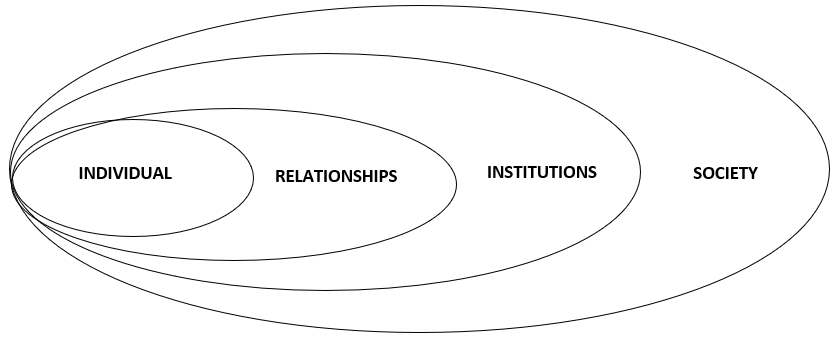 INDIVIDUAL
RELATIONSHIPS
INSTITUTIONS
SOCIETY